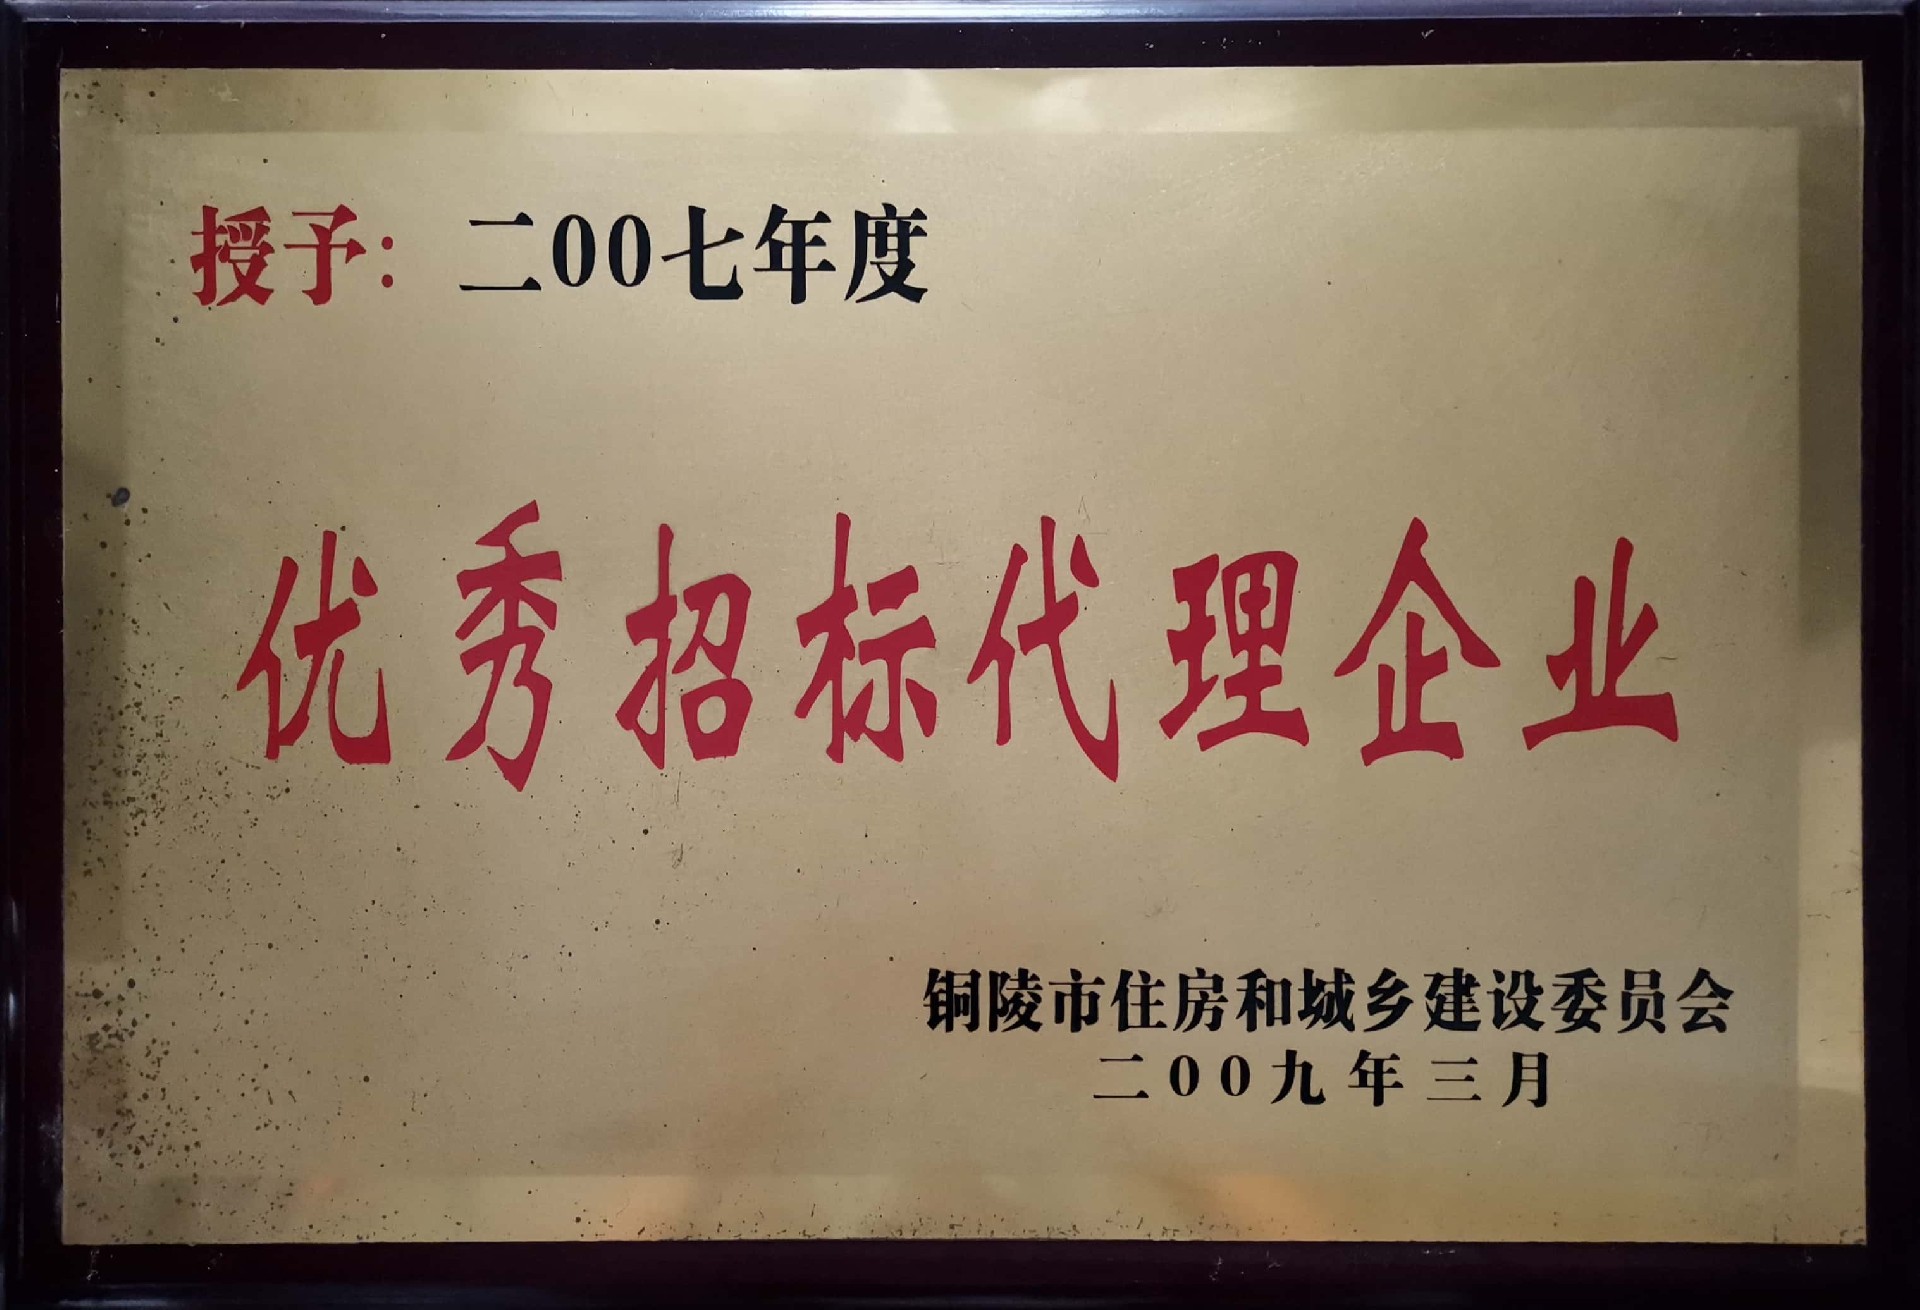 授予：二00七年度
优秀招标代理企业
铜陵市住房和城乡建设委员会
二00九年三月